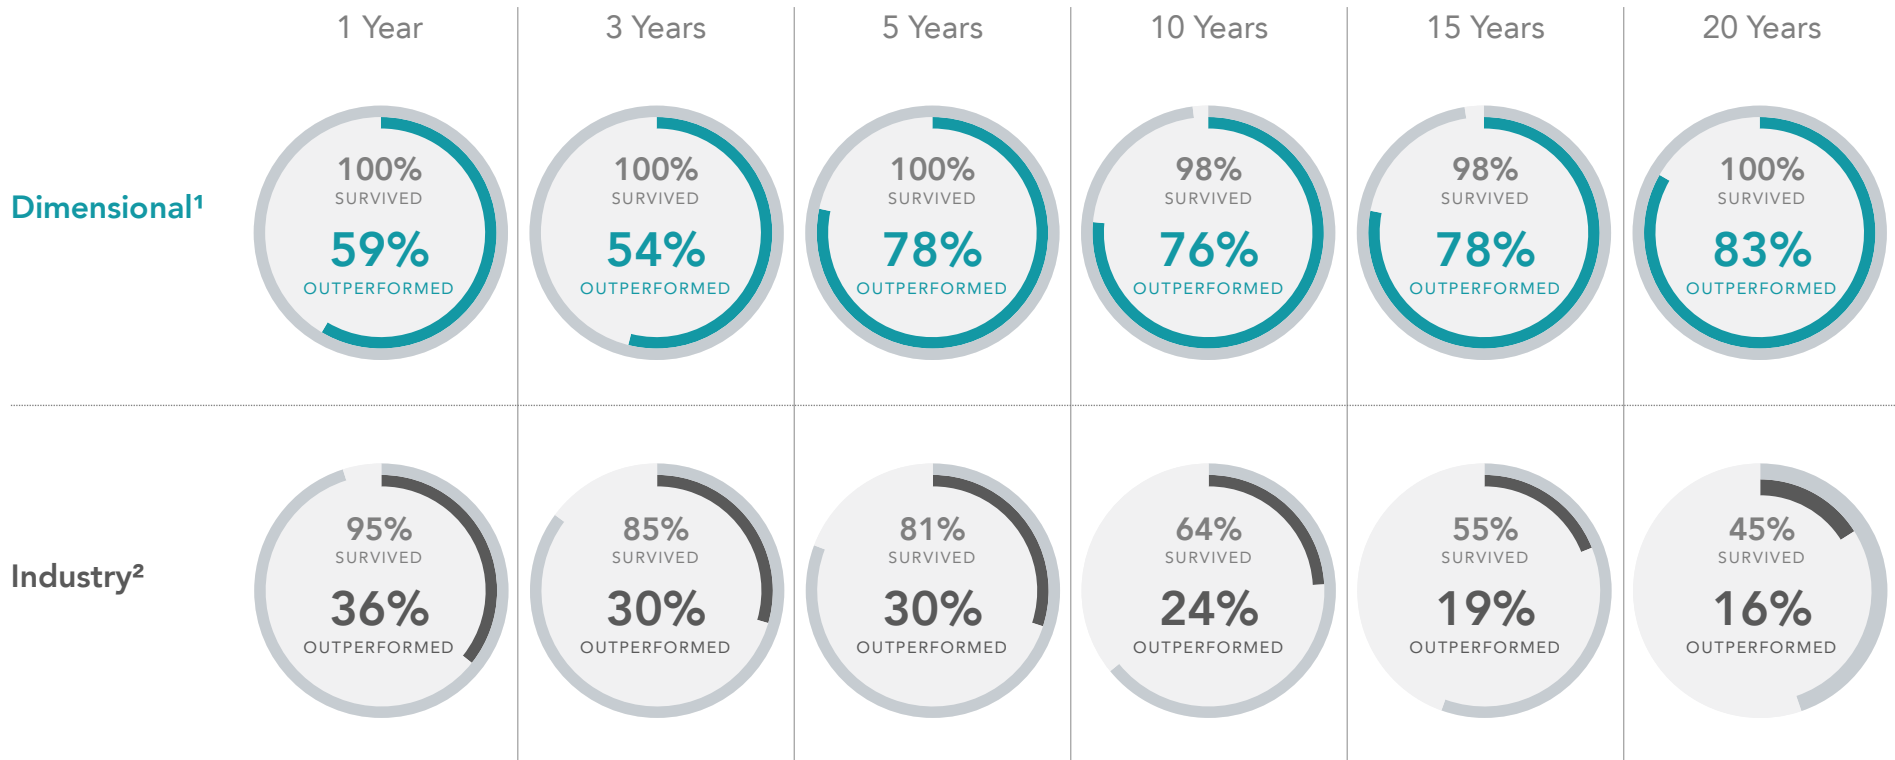 1 Year
3 Years
5 Years
10 Years
15 Years
20 Years
Dimensional¹
100%
SURVIVED
59%
OUTPERFORMED
100%
SURVIVED
54%
OUTPERFORMED
100%
SURVIVED
78%
OUTPERFORMED
98%
SURVIVED
76%
OUTPERFORMED
98%
SURVIVED
78%
OUTPERFORMED
100%
SURVIVED
83%
OUTPERFORMED
Industry²
95%
SURVIVED
36%
OUTPERFORMED
85%
SURVIVED
30%
OUTPERFORMED
81%
SURVIVED
30%
OUTPERFORMED
64%
SURVIVED
24%
OUTPERFORMED
55%
SURVIVED
19%
OUTPERFORMED
45%
SURVIVED
16%
OUTPERFORMED